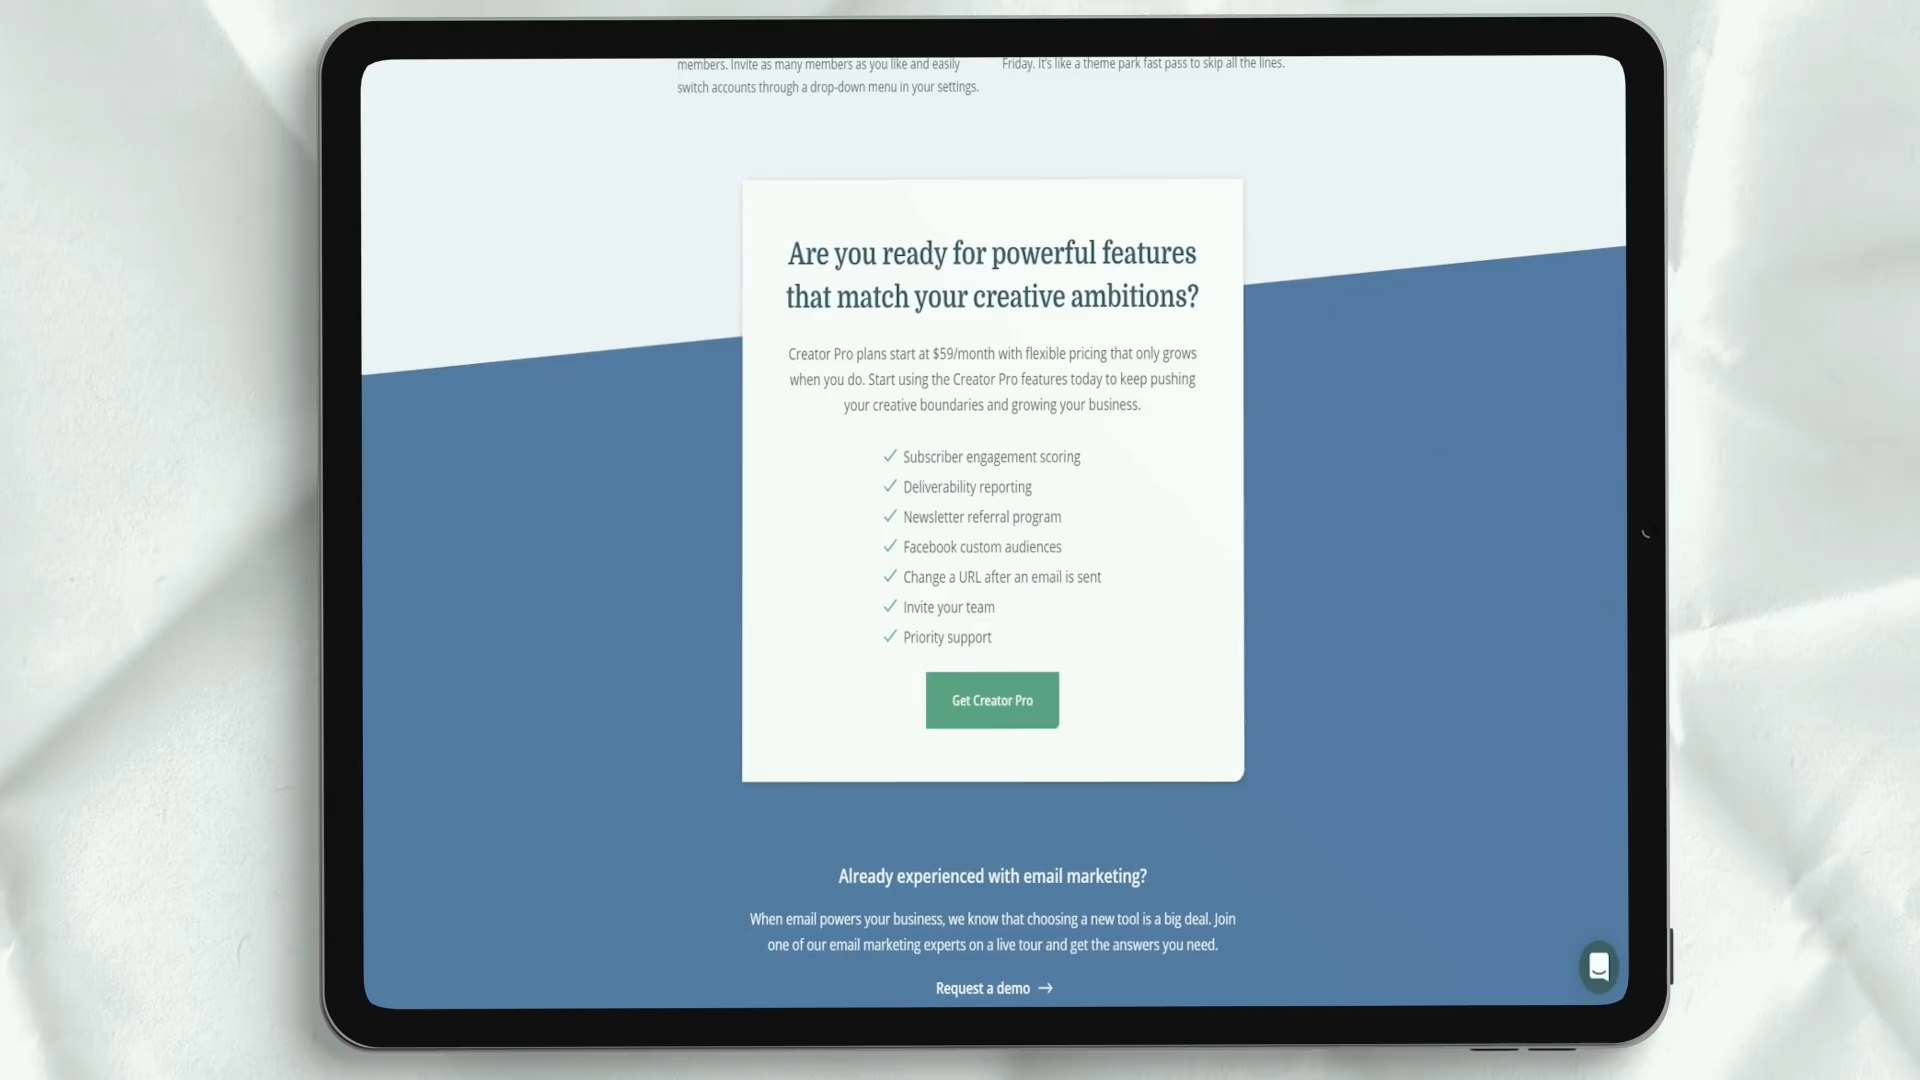 members. Invite as many members as you like and easily
switch accounts through a drop-down menu in your settings.
Friday. It's like a theme park fast pass to skip all the lines.
Are you ready for powerful features
that match your creative ambitions?
Creator Pro plans start at $59/month with flexible pricing that only grows
when you do. Start using the Creator Pro features today to keep pushing
your creative boundaries and growing your business.
Subscriber engagement scoring
Deliverability reporting
Newsletter referral program
Facebook custom audiences
Change a URL after an email is sent
Invite your team
Priority support
Get Creator Pro
Already experienced with email marketing?
When email powers your business, we know that choosing a new tool is a big deal. Join
one of our email marketing experts on a live tour and get the answers you need.
Request a demo →